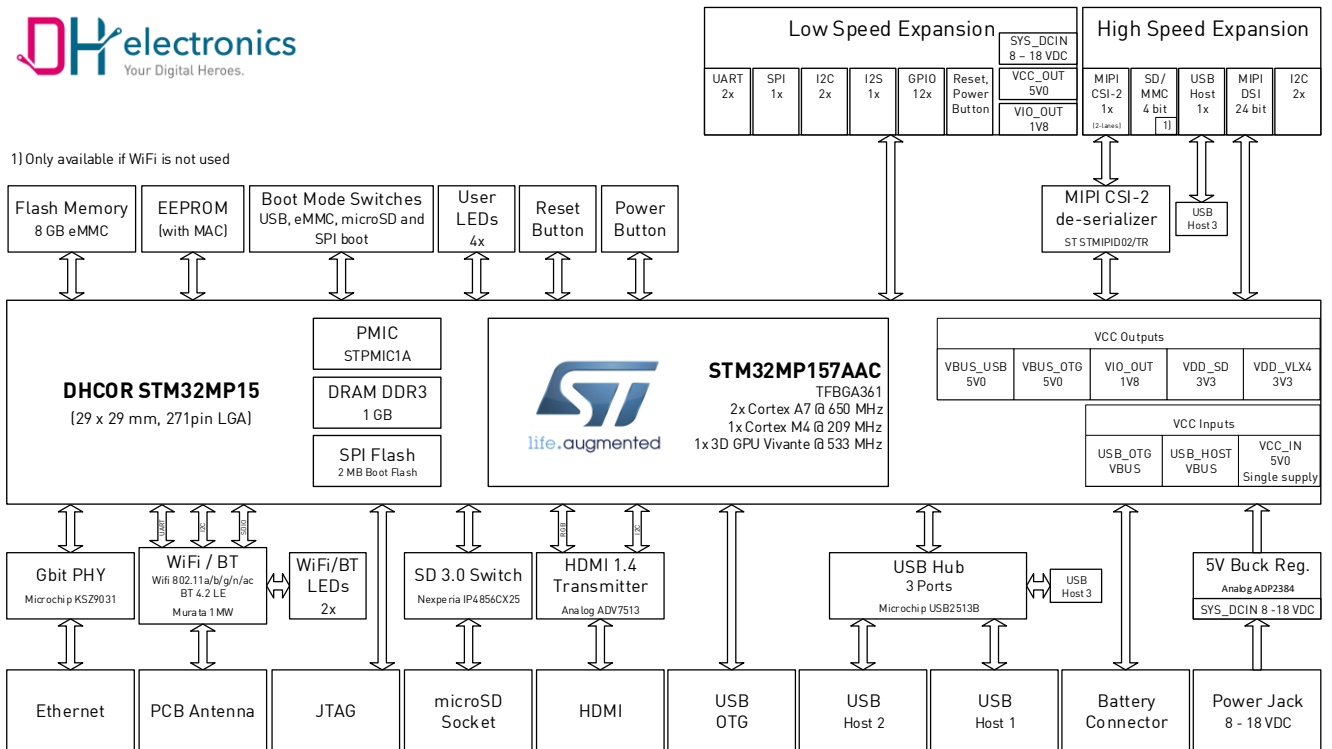 DH electronics
Your Digital Heroes.
Low Speed Expansion
UART
2x
SPI
1x
I2C
2x
I2S
1x
GPIO
12x
Reset,
Power
Button
SYS_DCIN
8 – 18 VDC
VCC_OUT
5V0
VIO_OUT
1V8
High Speed Expansion
MIPI
CSI-2
1x
(2-lanes)
SD/
MMC
4 bit
1)
USB
Host
1x
MIPI
DSI
24 bit
I2C
2x
1) Only available if WiFi is not used
Flash Memory
8 GB eMMC
EEPROM
(with MAC)
Boot Mode Switches
USB, eMMC, microSD and
SPI boot
User
LEDs
4x
Reset
Button
Power
Button
MIPI CSI-2
de-serializer
ST STMIPID02/TR
USB
Host 3
DHCOR STM32MP15
(29 x 29 mm, 271pin LGA)
PMIC
STPMIC1A
DRAM DDR3
1 GB
SPI Flash
2 MB Boot Flash
ST
life.augmented
STM32MP157AAC
TFBGA361
2x Cortex A7 @ 650 MHz
1x Cortex M4 @ 209 MHz
1x 3D GPU Vivante @ 533 MHz
VCC Outputs
VBUS_USB
5V0
VBUS_OTG
5V0
VIO_OUT
1V8
VDD_SD
3V3
VDD_VLX4
3V3
VCC Inputs
USB_OTG
VBUS
USB_HOST
VBUS
VCC_IN
5V0
Single supply
UART
I2C
SDIO
RGB
I2C
Gbit PHY
Microchip KSZ9031
WiFi / BT
Wifi 802.11a/b/g/n/ac
BT 4.2 LE
Murata 1MW
WiFi/BT
LEDs
2x
SD 3.0 Switch
Nexperia IP4856CX25
HDMI 1.4
Transmitter
Analog ADV7513
USB Hub
3 Ports
Microchip USB2513B
USB
Host 3
5V Buck Reg.
Analog ADP2384
SYS_DCIN 8 -18 VDC
Ethernet
PCB Antenna
JTAG
microSD
Socket
HDMI
USB
OTG
USB
Host 2
USB
Host 1
Battery
Connector
Power Jack
8 - 18 VDC